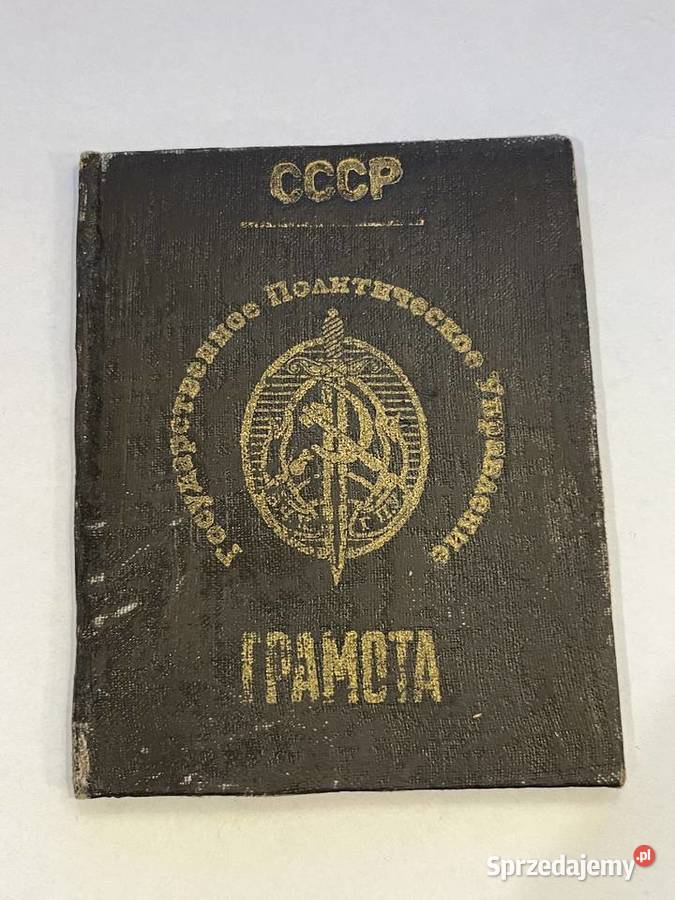 СССР
Государственное Политическое Управление
ГРАМОТА
Sprzedajemy.pl